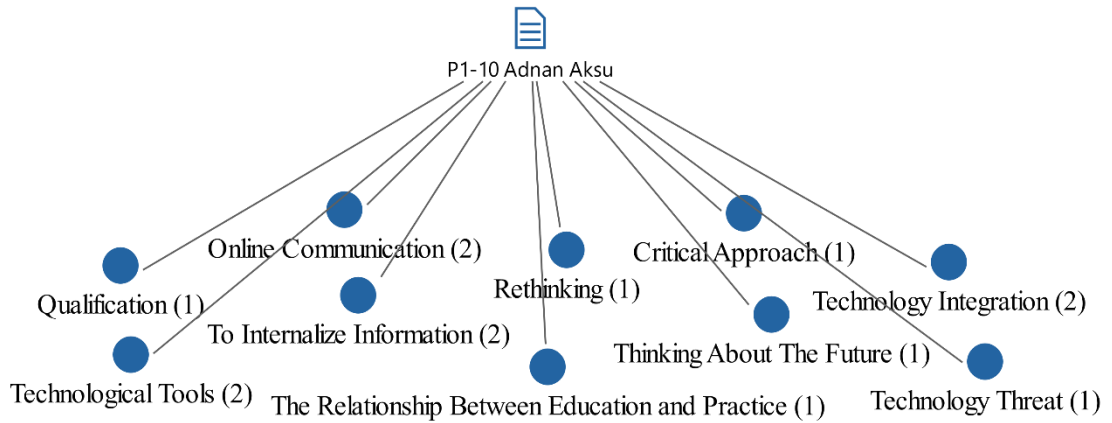 P1-10 Adnan Aksu
Online Communication (2)
Critical Approach (1)
Qualification (1)
Rethinking (1)
Technology Integration (2)
To Internalize Information (2)
Thinking About The Future (1)
Technological Tools (2)
The Relationship Between Education and Practice (1)
Technology Threat (1)